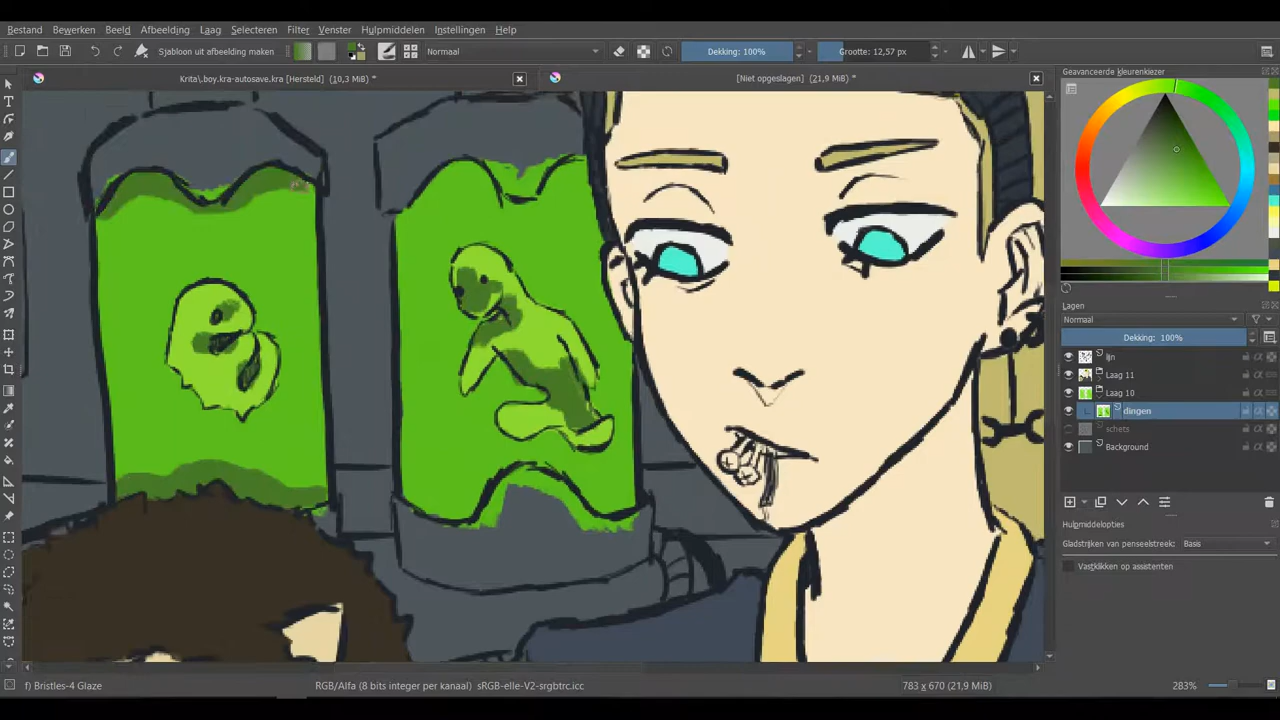 Bestand Bewerken Beeld Afbeelding Laag Selecteren Filter Venster Hulpmiddelen Instellingen Help
Sjabloon uit afbeelding maken Normaal Dekking: 100% Grootte: 12,57 px
Krita\.boy.kra-autosave.kra [Hersteld] (10,3 MiB) *
[Niet opgeslagen] (21,9 MiB) *
Geavanceerde kleurenkiezer
Lagen
Normaal
Dekking: 100%
lijn
Laag 11
Laag 10
dingen
schets
Background
Hulpmiddelopties
Gladstrijken van penseelstreek: Basis
Vastklikken op assistenten
f) Bristles-4 Glaze RGB/Alfa (8 bits integer per kanaal) sRGB-elle-V2-srgbtrc.icc 783 x 670 (21,9 MiB) 283%